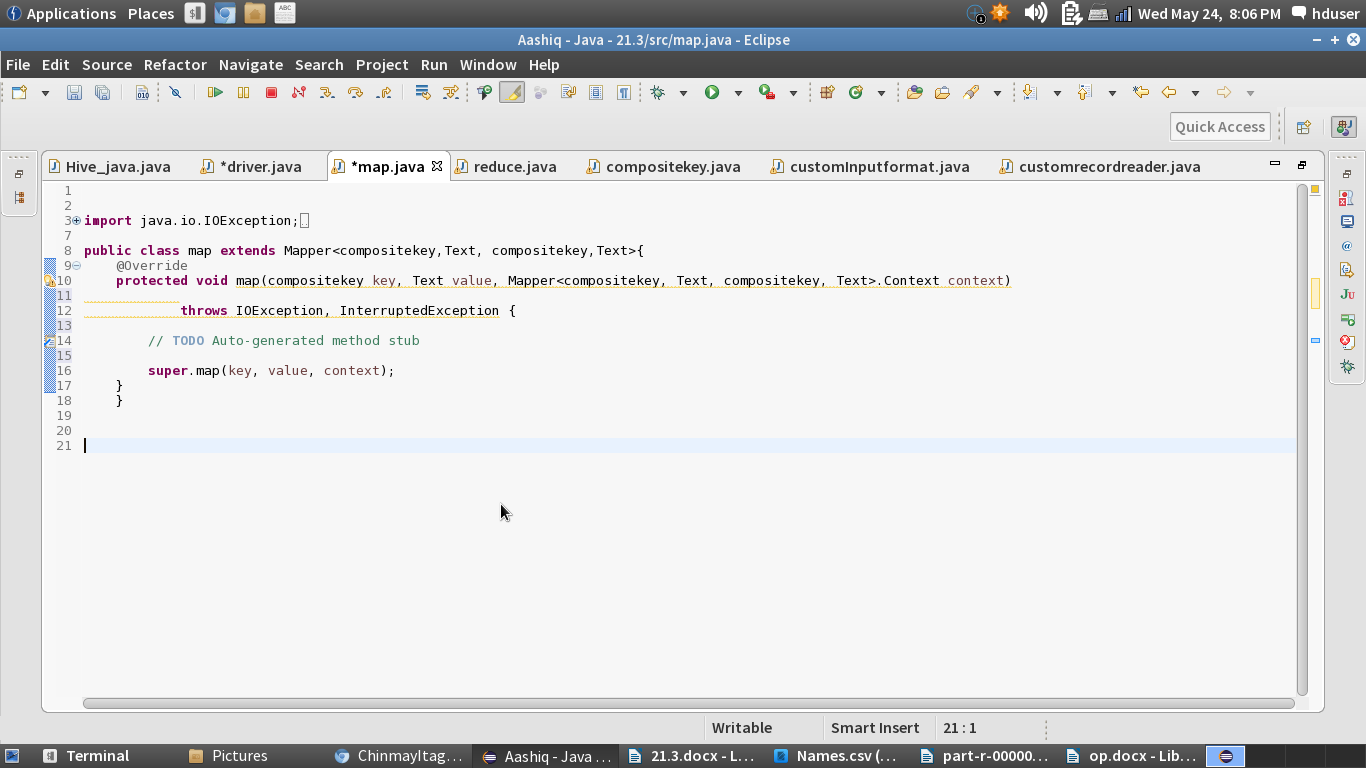 Applications Places ABC 1 Wed May 24, 8:06 PM hduser
Aashiq - Java - 21.3/src/map.java - Eclipse
File Edit Source Refactor Navigate Search Project Run Window Help
010
Quick Access
Hive_java.java *driver.java *map.java reduce.java compositekey.java customInputformat.java customrecordreader.java
1
2
3 import java.io.IOException;
7
8 public class map extends Mapper<compositekey,Text, compositekey,Text>{
9 @Override
10 protected void map(compositekey key, Text value, Mapper<compositekey, Text, compositekey, Text>.Context context)
11
12 throws IOException, InterruptedException {
13
14 // TODO Auto-generated method stub
15
16 super.map(key, value, context);
17 }
18 }
19
20
21
Writable Smart Insert 21 : 1
Terminal Pictures ChinmayItag... Aashiq - Java ... 21.3.docx - L... Names.csv (... part-r-00000... op.docx - Lib...